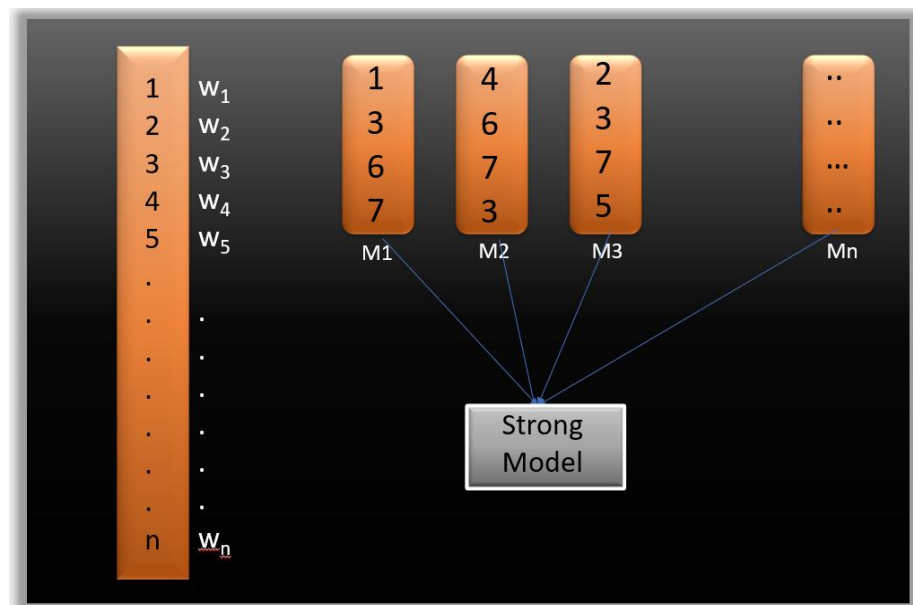 1 w₁
2 w₂
3 w₃
4 w₄
5 w₅
.
. .
. .
. .
. .
. .
. .
n wₙ
1
3
6
7
M1
4
6
7
3
M2
2
3
7
5
M3
..
..
...
..
Mn
Strong
Model